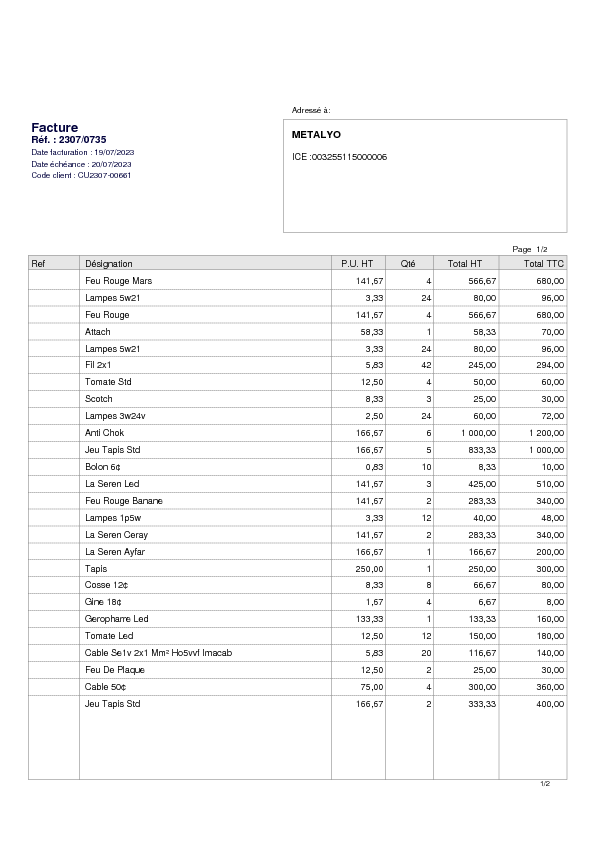 Adressé à:
Facture
Réf. : 2307/0735
Date facturation : 19/07/2023
Date échéance : 20/07/2023
Code client : CU2307-00661
METALYO
ICE :003255115000006
Page 1/2
Ref Désignation P.U. HT Qté Total HT Total TTC
Feu Rouge Mars 141,67 4 566,67 680,00
Lampes 5w21 3,33 24 80,00 96,00
Feu Rouge 141,67 4 566,67 680,00
Attach 58,33 1 58,33 70,00
Lampes 5w21 3,33 24 80,00 96,00
Fil 2x1 5,83 42 245,00 294,00
Tomate Std 12,50 4 50,00 60,00
Scotch 8,33 3 25,00 30,00
Lampes 3w24v 2,50 24 60,00 72,00
Anti Chok 166,67 6 1 000,00 1 200,00
Jeu Tapis Std 166,67 5 833,33 1 000,00
Bolon 6¢ 0,83 10 8,33 10,00
La Seren Led 141,67 3 425,00 510,00
Feu Rouge Banane 141,67 2 283,33 340,00
Lampes 1p5w 3,33 12 40,00 48,00
La Seren Ceray 141,67 2 283,33 340,00
La Seren Ayfar 166,67 1 166,67 200,00
Tapis 250,00 1 250,00 300,00
Cosse 12¢ 8,33 8 66,67 80,00
Gine 18¢ 1,67 4 6,67 8,00
Geropharre Led 133,33 1 133,33 160,00
Tomate Led 12,50 12 150,00 180,00
Cable Se1v 2x1 Mm² Ho5vvf Imacab 5,83 20 116,67 140,00
Feu De Plaque 12,50 2 25,00 30,00
Cable 50¢ 75,00 4 300,00 360,00
Jeu Tapis Std 166,67 2 333,33 400,00
1/2